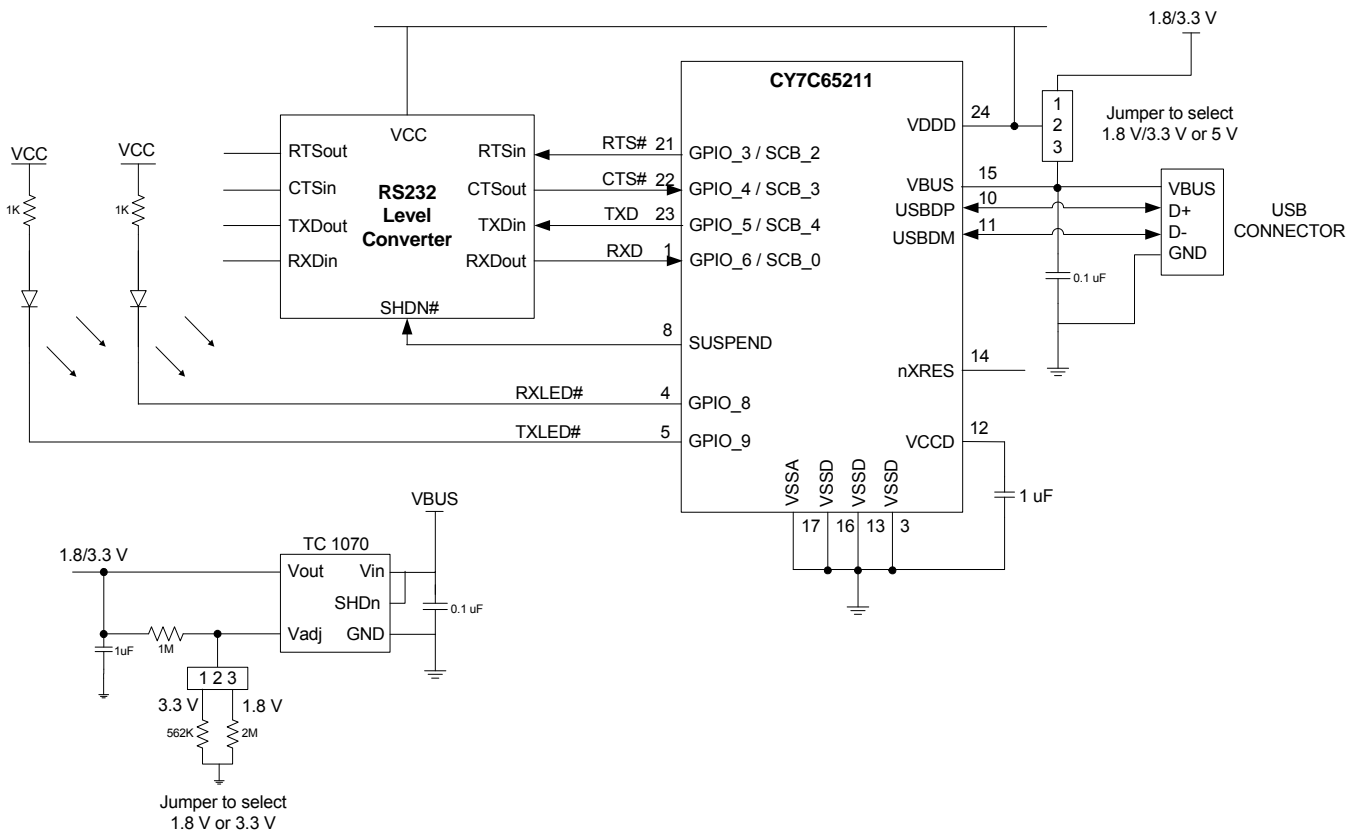 1.8/3.3 V
CY7C65211
VCC
RTSout
CTSin
TXDout
RXDin
RS232
Level
Converter
RTSin
CTSout
TXDin
RXDout
SHDN#
VCC
1K
VCC
1K
RTS# 21
CTS# 22
TXD 23
RXD 1
8
RXLED# 4
TXLED# 5
GPIO_3 / SCB_2
GPIO_4 / SCB_3
GPIO_5 / SCB_4
GPIO_6 / SCB_0
SUSPEND
GPIO_8
GPIO_9
VDDD 24
VBUS 15
USBDP 10
USBDM 11
nXRES 14
VCCD 12
VSSA
VSSD
VSSD
VSSD
17 16 13 3
1 uF
1
2
3
Jumper to select
1.8 V/3.3 V or 5 V
VBUS
D+
D-
GND
USB
CONNECTOR
0.1 uF
VBUS
TC 1070
1.8/3.3 V
Vout Vin
SHDn
Vadj GND
0.1 uF
1uF
1M
1 2 3
3.3 V 1.8 V
562K 2M
Jumper to select
1.8 V or 3.3 V